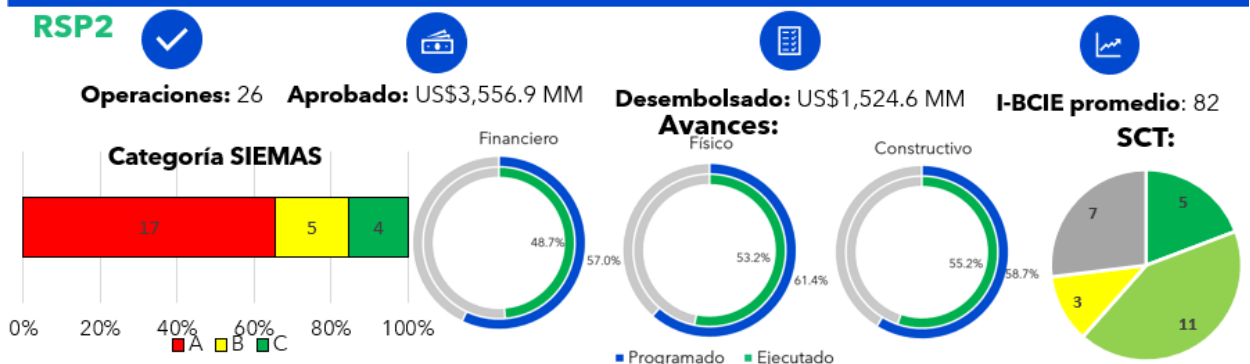 RSP2
Operaciones: 26
Aprobado: US$3,556.9 MM
Desembolsado: US$1,524.6 MM
I-BCIE promedio: 82
Avances:
SCT:
Categoría SIEMAS
17
5
4
0%
20%
40%
60%
80%
100%
A
B
C
Financiero
48.7%
57.0%
Físico
53.2%
61.4%
Constructivo
55.2%
58.7%
Programado
Ejecutado
7
5
3
11